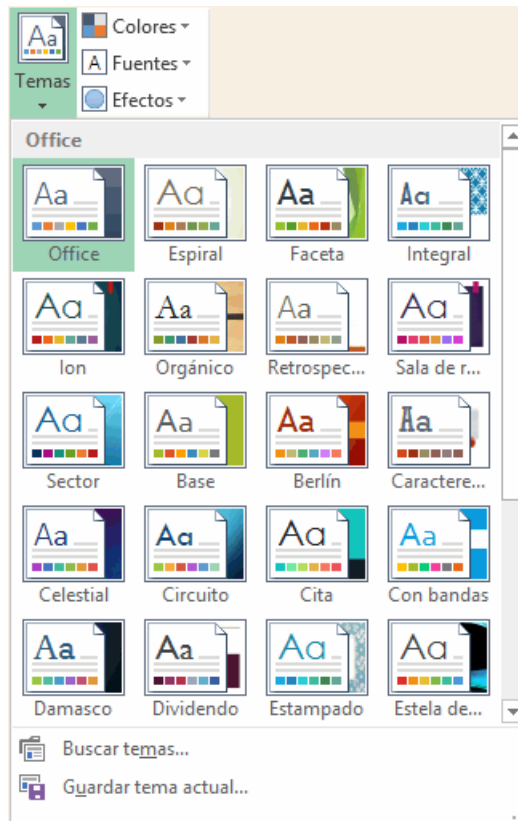 Aa
Temas
Colores
A Fuentes
Efectos
Office
Aa Aa Aa Aa
Office Espiral Faceta Integral
Aa Aa Aa Aa
Ion Orgánico Retrospec... Sala de r...
Aa Aa Aa Aa
Sector Base Berlín Caractere...
Aa Aa Aa Aa
Celestial Circuito Cita Con bandas
Aa Aa Aa Aa
Damasco Dividendo Estampado Estela de...
Buscar temas...
Guardar tema actual...